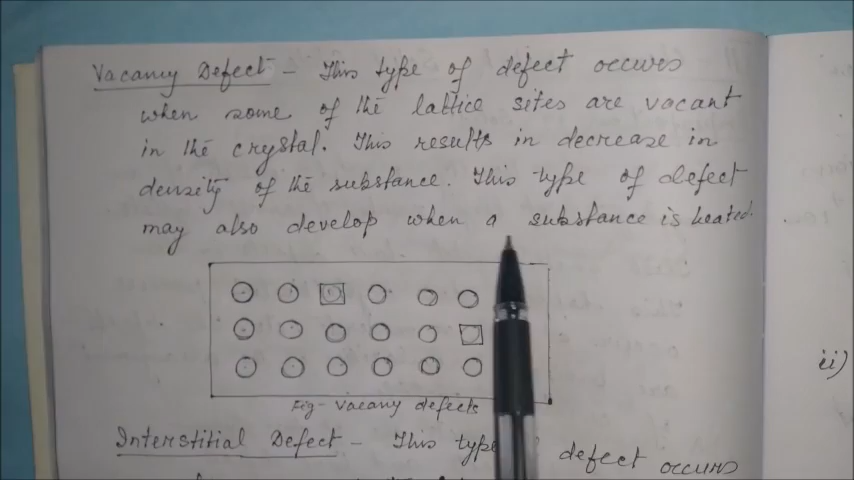 Vacancy Defect - This type of defect occurs
when some of the lattice sites are vacant
in the crystal. This results in decrease in
density of the substance. This type of defect
may also develop when a substance is heated.
Fig- Vacany defects
ii)
Interstitial Defect - This type defect occurs